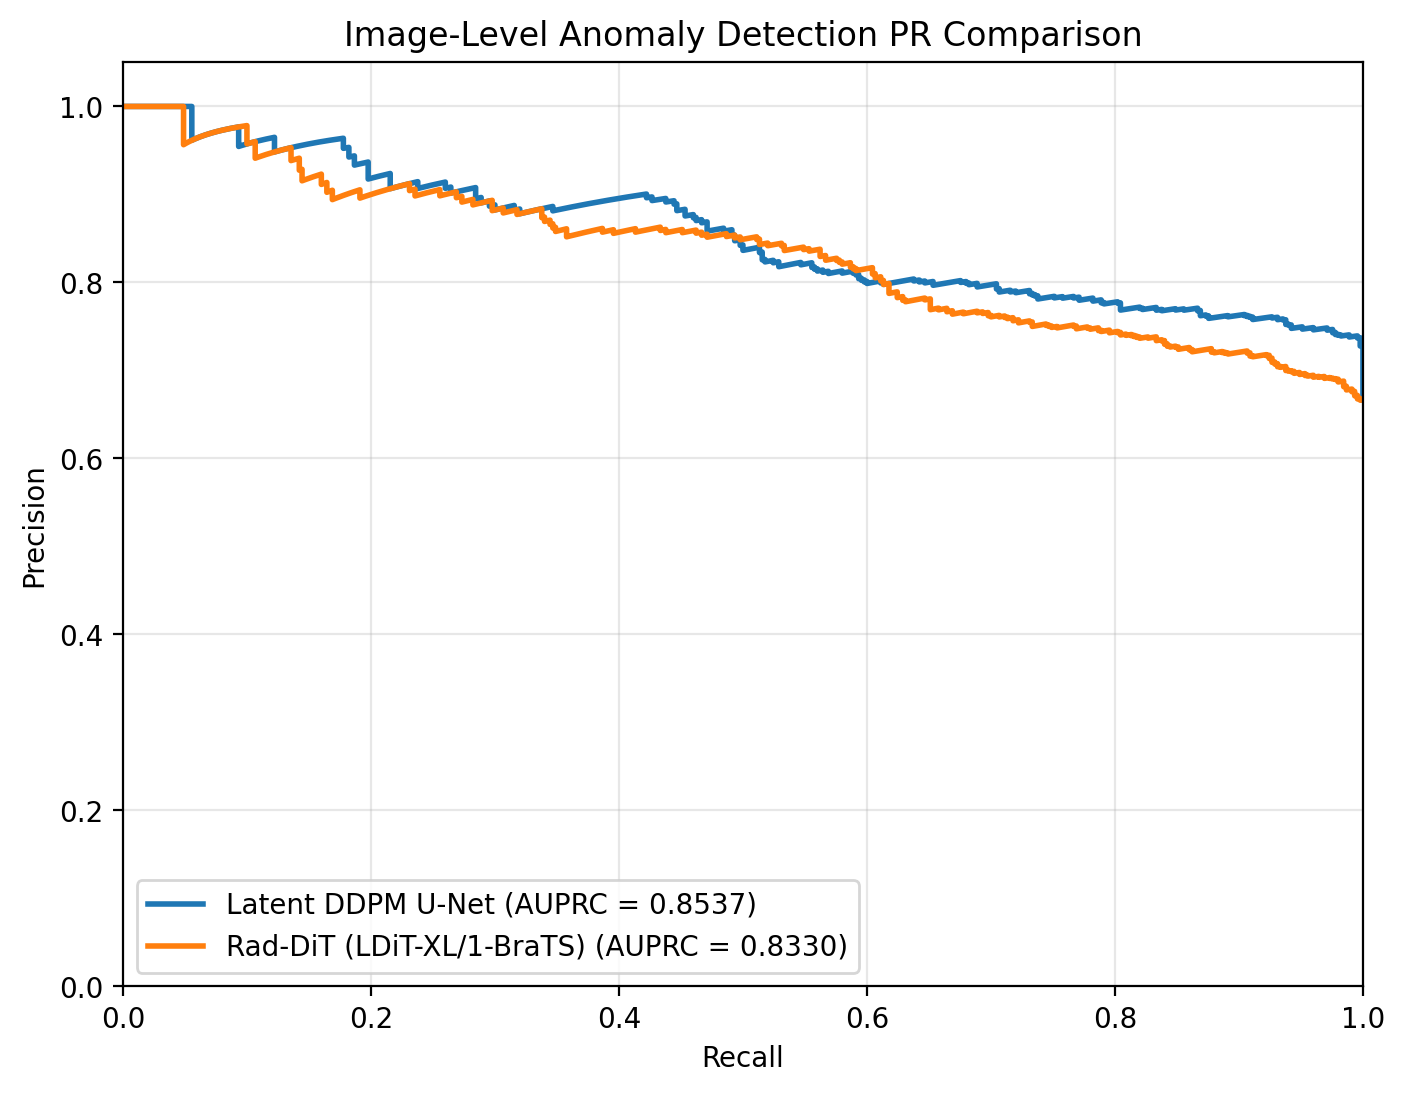 Image-Level Anomaly Detection PR Comparison
1.0
0.8
0.6
0.4
0.2
0.0
Precision
Latent DDPM U-Net (AUPRC = 0.8537)
Rad-DiT (LDiT-XL/1-BraTS) (AUPRC = 0.8330)
0.0 0.2 0.4 0.6 0.8 1.0
Recall